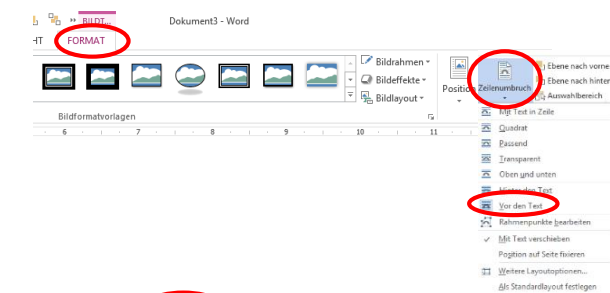 BILDT...
Dokument3 - Word
HT FORMAT
Bildrahmen
Bildeffekte
Bildlayout
Position
Zeilenumbruch
Ebene nach vorne
Ebene nach hinter
Auswahlbereich
Bildformatvorlagen
6 7 8 9 10 11
Mit Text in Zeile
Quadrat
Passend
Transparent
Oben und unten
Hinter den Text
Vor den Text
Rahmenpunkte bearbeiten
Mit Text verschieben
Position auf Seite fixieren
Weitere Layoutoptionen...
Als Standardlayout festlegen